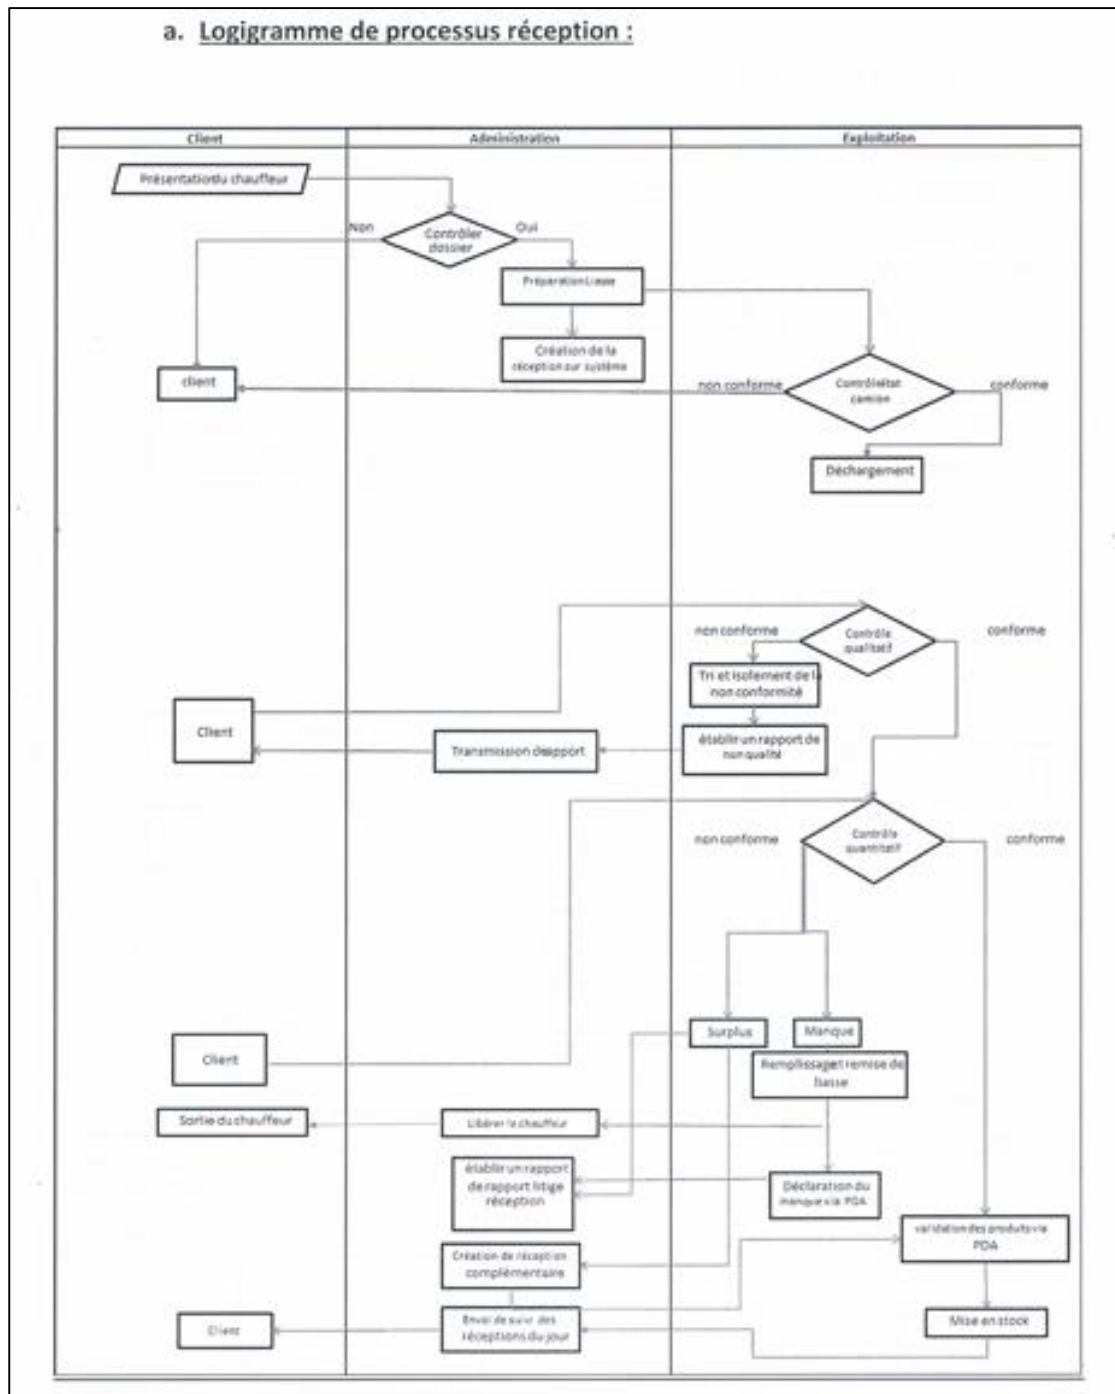 a. Logigramme de processus réception :
Client
Administration
Exploitation
Présentation du chauffeur
Non
Contrôler
dossier
Oui
Préparation Liasse
Création de la
réception sur système
client
non conforme
Contrôle état
camion
conforme
Déchargement
non conforme
Contrôle
qualitatif
conforme
Tri et isolement de la
non conformité
Client
Transmission de rapport
établir un rapport de
non qualité
non conforme
Contrôle
quantitatif
conforme
Surplus
Manque
Client
Remplissage et remise de
liasse
Sortie du chauffeur
Libérer le chauffeur
établir un rapport
de rapport litige
réception
Déclaration du
manque via PDA
validation des produits via
PDA
Création de réception
complémentaire
Client
Envoi de suivi des
réceptions du jour
Mise en stock